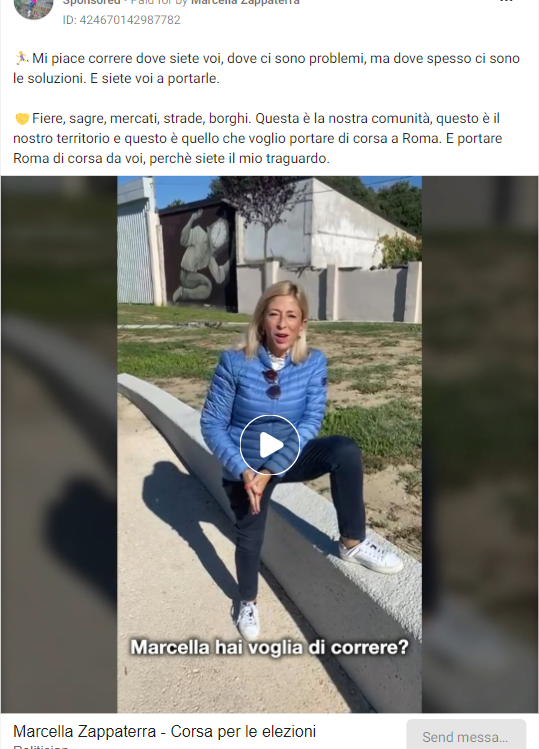 Sponsored • Paid for by Marcella Zappaterra
ID: 424670142987782
🏃‍♀️ Mi piace correre dove siete voi, dove ci sono problemi, ma dove spesso ci sono
le soluzioni. E siete voi a portarle.
🤝 Fiere, sagre, mercati, strade, borghi. Questa è la nostra comunità, questo è il
nostro territorio e questo è quello che voglio portare di corsa a Roma. E portare
Roma di corsa da voi, perchè siete il mio traguardo.
Marcella hai voglia di correre?
Marcella Zappaterra - Corsa per le elezioni
Send messa...
Politician